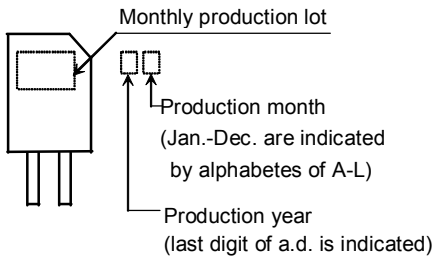 Monthly production lot
Production month
(Jan.-Dec. are indicated
by alphabetes of A-L)
Production year
(last digit of a.d. is indicated)